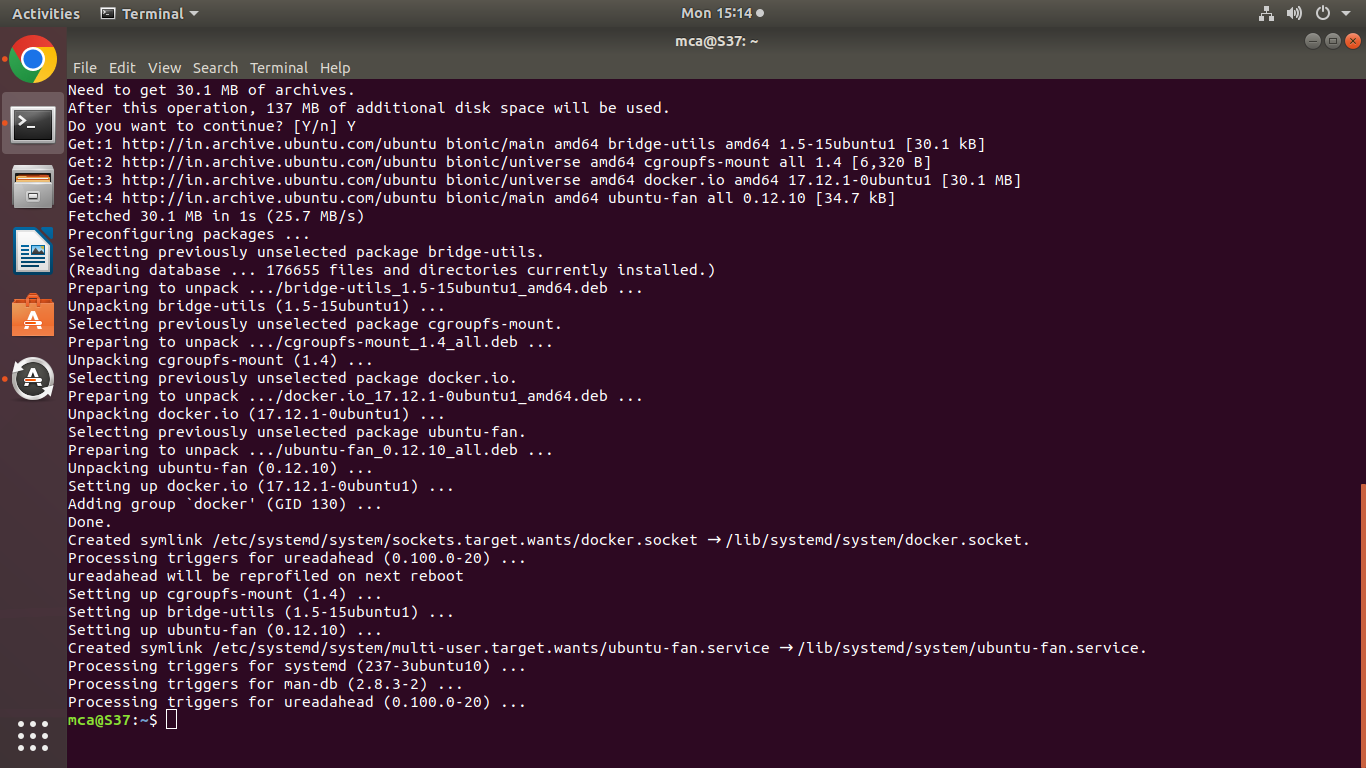 Activities Terminal Mon 15:14
mca@S37: ~
File Edit View Search Terminal Help
Need to get 30.1 MB of archives.
After this operation, 137 MB of additional disk space will be used.
Do you want to continue? [Y/n] Y
Get:1 http://in.archive.ubuntu.com/ubuntu bionic/main amd64 bridge-utils amd64 1.5-15ubuntu1 [30.1 kB]
Get:2 http://in.archive.ubuntu.com/ubuntu bionic/universe amd64 cgroupfs-mount all 1.4 [6,320 B]
Get:3 http://in.archive.ubuntu.com/ubuntu bionic/universe amd64 docker.io amd64 17.12.1-0ubuntu1 [30.1 MB]
Get:4 http://in.archive.ubuntu.com/ubuntu bionic/main amd64 ubuntu-fan all 0.12.10 [34.7 kB]
Fetched 30.1 MB in 1s (25.7 MB/s)
Preconfiguring packages ...
Selecting previously unselected package bridge-utils.
(Reading database ... 176655 files and directories currently installed.)
Preparing to unpack .../bridge-utils_1.5-15ubuntu1_amd64.deb ...
Unpacking bridge-utils (1.5-15ubuntu1) ...
Selecting previously unselected package cgroupfs-mount.
Preparing to unpack .../cgroupfs-mount_1.4_all.deb ...
Unpacking cgroupfs-mount (1.4) ...
Selecting previously unselected package docker.io.
Preparing to unpack .../docker.io_17.12.1-0ubuntu1_amd64.deb ...
Unpacking docker.io (17.12.1-0ubuntu1) ...
Selecting previously unselected package ubuntu-fan.
Preparing to unpack .../ubuntu-fan_0.12.10_all.deb ...
Unpacking ubuntu-fan (0.12.10) ...
Setting up docker.io (17.12.1-0ubuntu1) ...
Adding group `docker' (GID 130) ...
Done.
Created symlink /etc/systemd/system/sockets.target.wants/docker.socket → /lib/systemd/system/docker.socket.
Processing triggers for ureadahead (0.100.0-20) ...
ureadahead will be reprofiled on next reboot
Setting up cgroupfs-mount (1.4) ...
Setting up bridge-utils (1.5-15ubuntu1) ...
Setting up ubuntu-fan (0.12.10) ...
Created symlink /etc/systemd/system/multi-user.target.wants/ubuntu-fan.service → /lib/systemd/system/ubuntu-fan.service.
Processing triggers for systemd (237-3ubuntu10) ...
Processing triggers for man-db (2.8.3-2) ...
Processing triggers for ureadahead (0.100.0-20) ...
mca@S37:~$